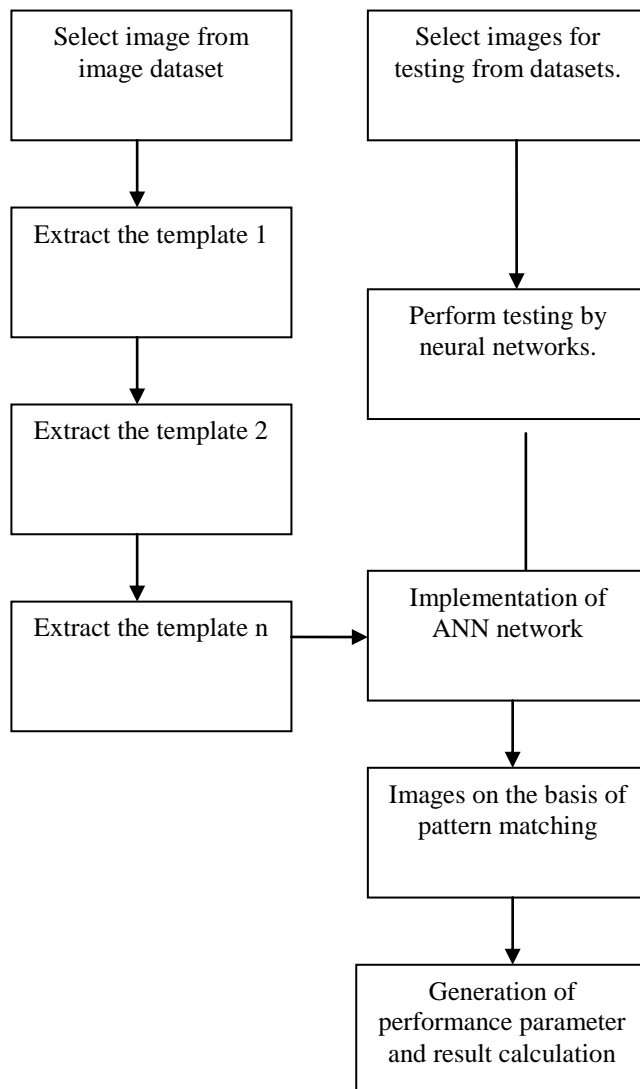 Select image from
image dataset
Extract the template 1
Extract the template 2
Extract the template n
Select images for
testing from datasets.
Perform testing by
neural networks.
Implementation of
ANN network
Images on the basis of
pattern matching
Generation of
performance parameter
and result calculation